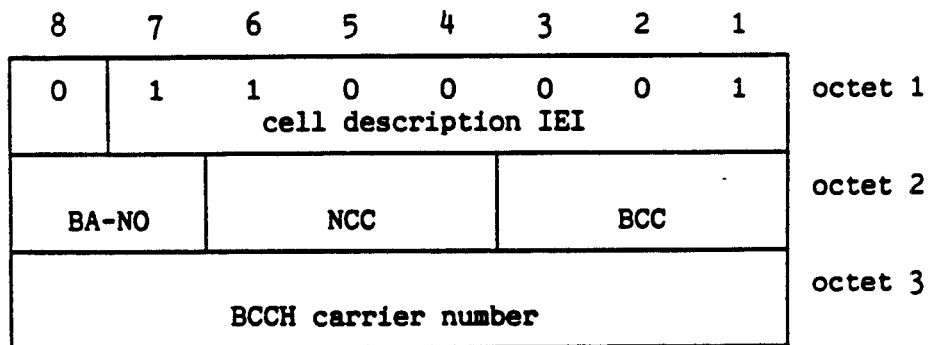 8 7 6 5 4 3 2 1
0 1 1 0 0 0 0 1 octet 1
cell description IEI
octet 2
BA-NO NCC BCC
octet 3
BCCH carrier number